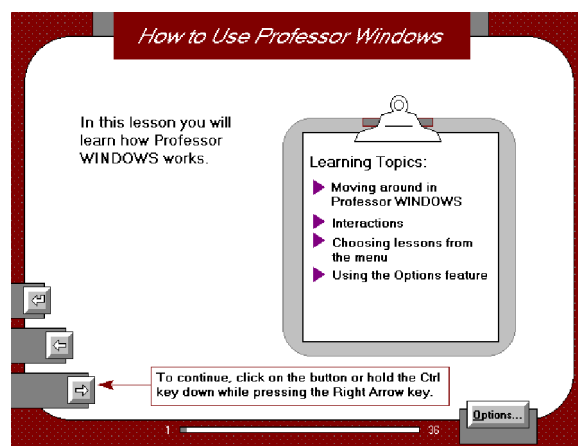 How to Use Professor Windows
In this lesson you will
learn how Professor
WINDOWS works.
Learning Topics:
Moving around in
Professor WINDOWS
Interactions
Choosing lessons from
the menu
Using the Options feature
To continue, click on the button or hold the Ctrl
key down while pressing the Right Arrow key.
Options...
1 36